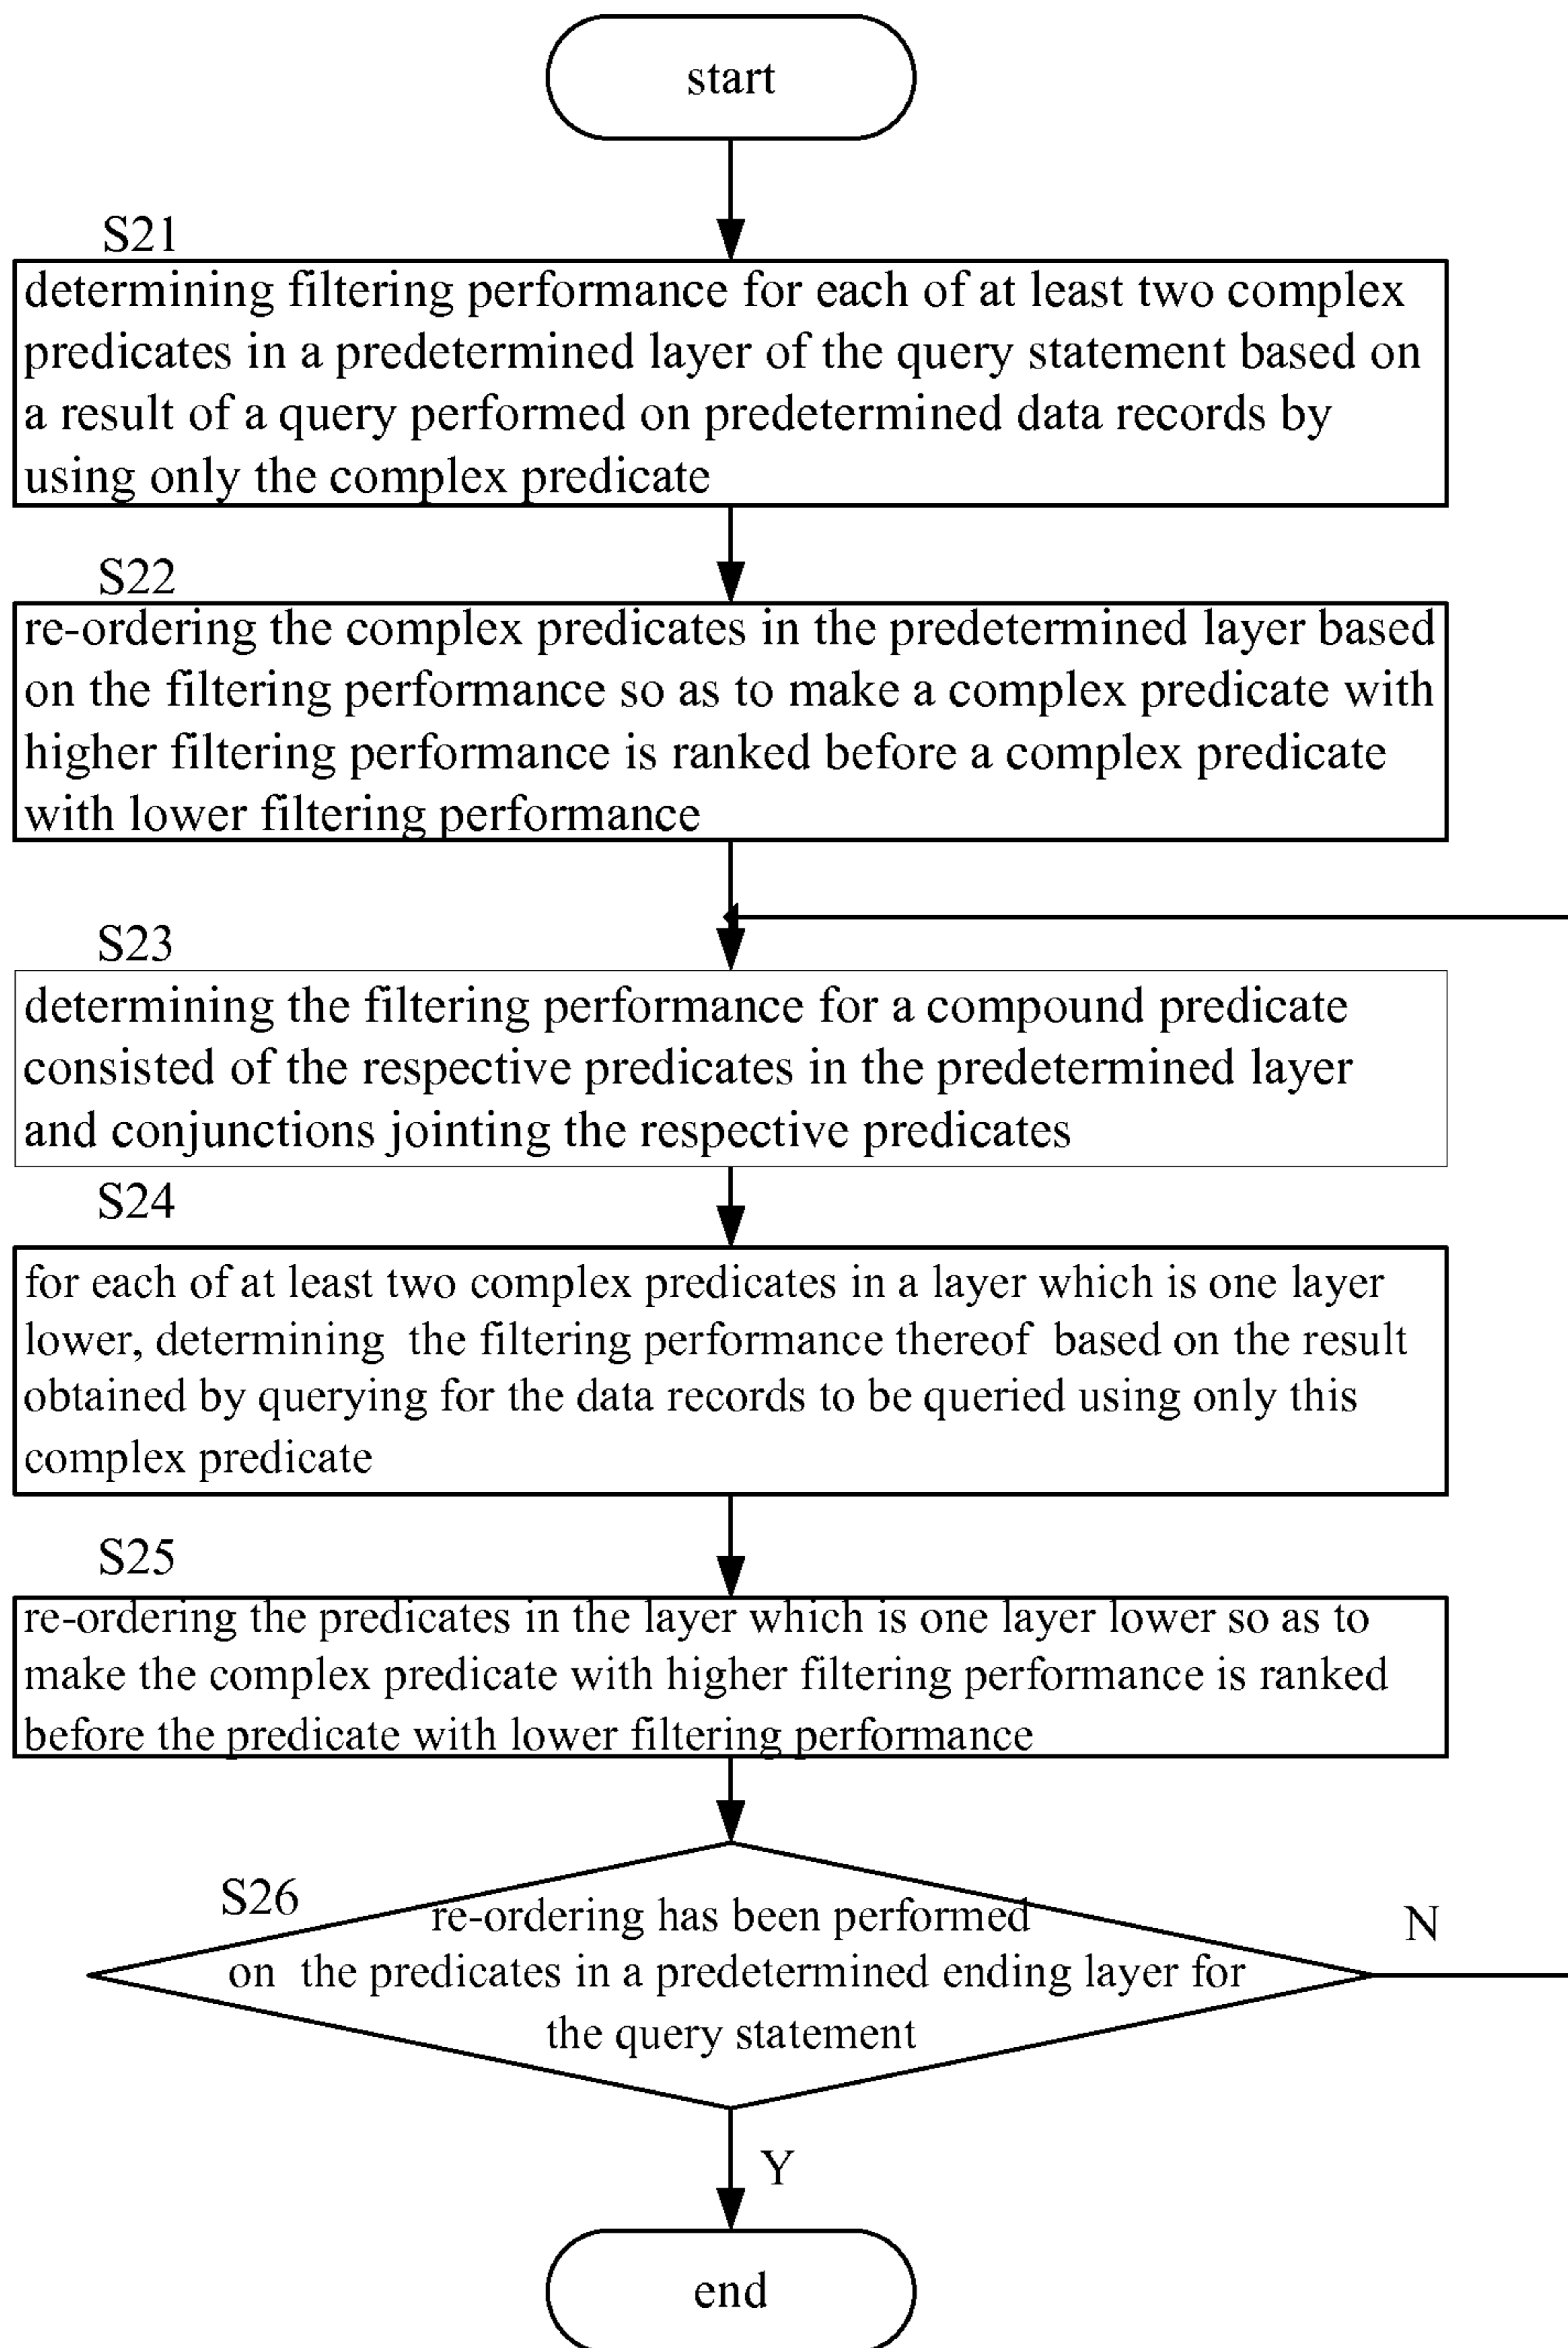 start
S21
determining filtering performance for each of at least two complex
predicates in a predetermined layer of the query statement based on
a result of a query performed on predetermined data records by
using only the complex predicate
S22
re-ordering the complex predicates in the predetermined layer based
on the filtering performance so as to make a complex predicate with
higher filtering performance is ranked before a complex predicate
with lower filtering performance
S23
determining the filtering performance for a compound predicate
consisted of the respective predicates in the predetermined layer
and conjunctions jointing the respective predicates
S24
for each of at least two complex predicates in a layer which is one layer
lower, determining the filtering performance thereof based on the result
obtained by querying for the data records to be queried using only this
complex predicate
S25
re-ordering the predicates in the layer which is one layer lower so as to
make the complex predicate with higher filtering performance is ranked
before the predicate with lower filtering performance
S26
re-ordering has been performed
on the predicates in a predetermined ending layer for
the query statement
N
Y
end